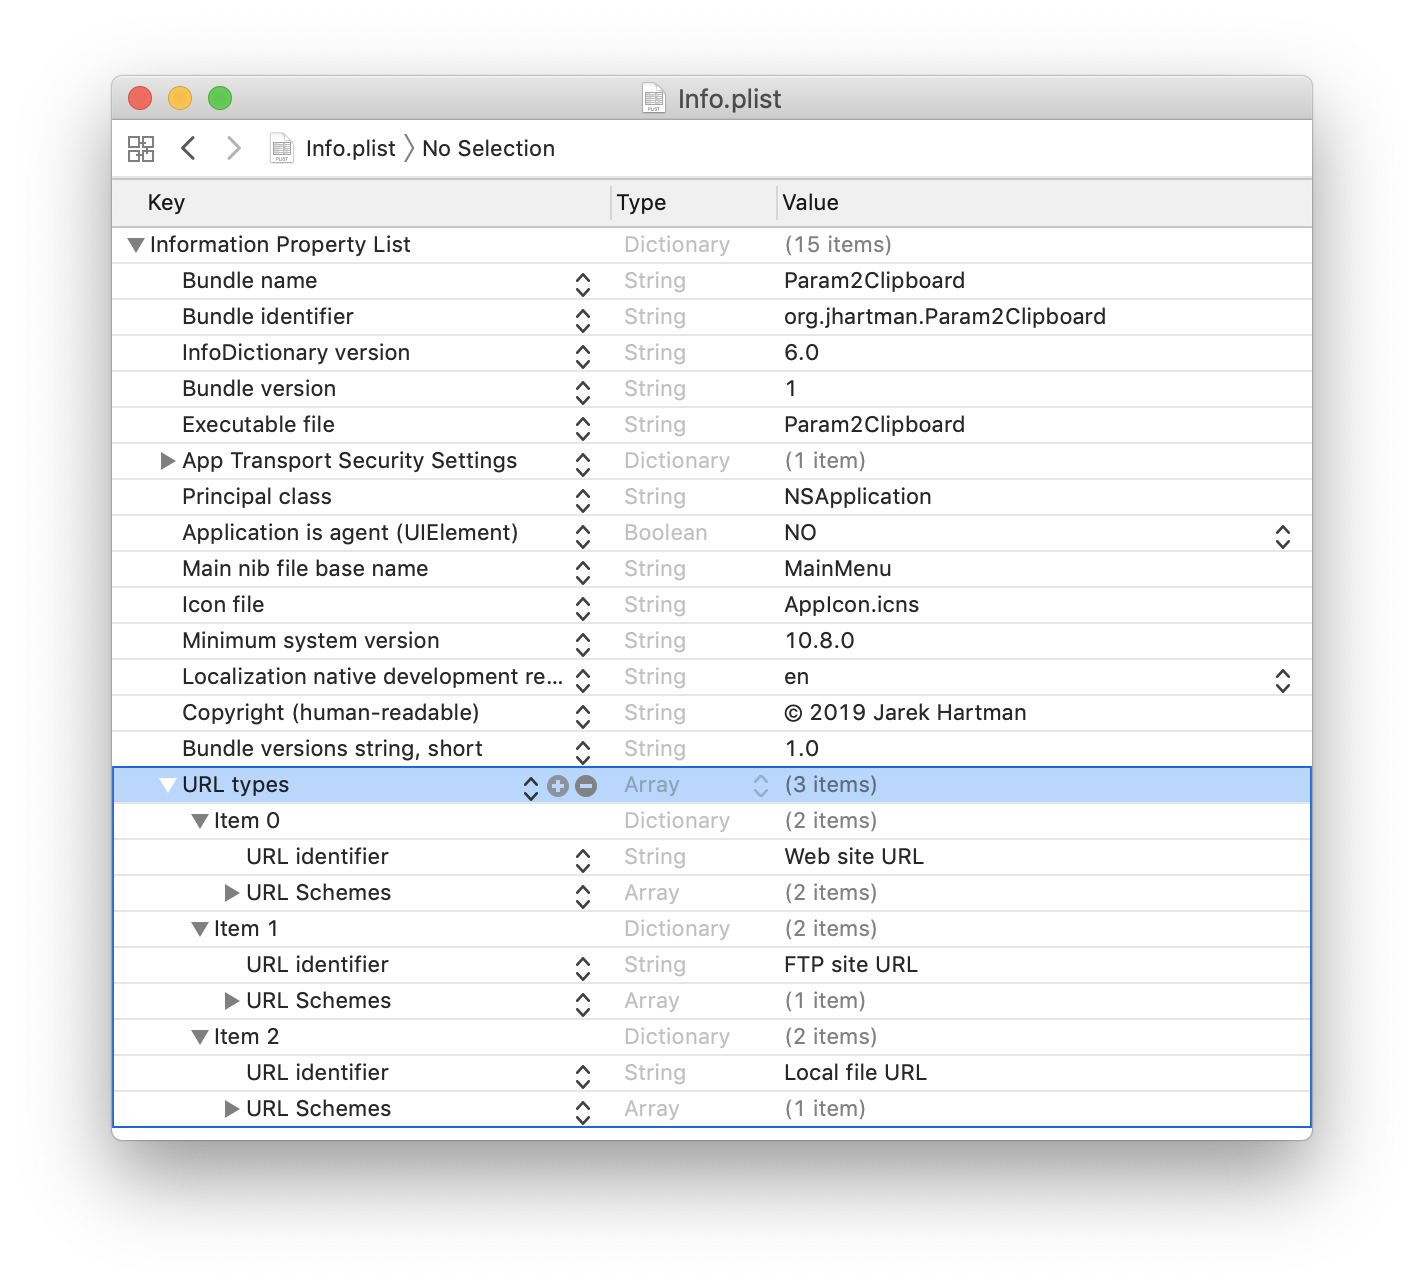 Info.plist
Info.plist 〉 No Selection
Key Type Value
Information Property List Dictionary (15 items)
Bundle name String Param2Clipboard
Bundle identifier String org.jhartman.Param2Clipboard
InfoDictionary version String 6.0
Bundle version String 1
Executable file String Param2Clipboard
App Transport Security Settings Dictionary (1 item)
Principal class String NSApplication
Application is agent (UIElement) Boolean NO
Main nib file base name String MainMenu
Icon file String AppIcon.icns
Minimum system version String 10.8.0
Localization native development re... String en
Copyright (human-readable) String © 2019 Jarek Hartman
Bundle versions string, short String 1.0
URL types Array (3 items)
Item 0 Dictionary (2 items)
URL identifier String Web site URL
URL Schemes Array (2 items)
Item 1 Dictionary (2 items)
URL identifier String FTP site URL
URL Schemes Array (1 item)
Item 2 Dictionary (2 items)
URL identifier String Local file URL
URL Schemes Array (1 item)